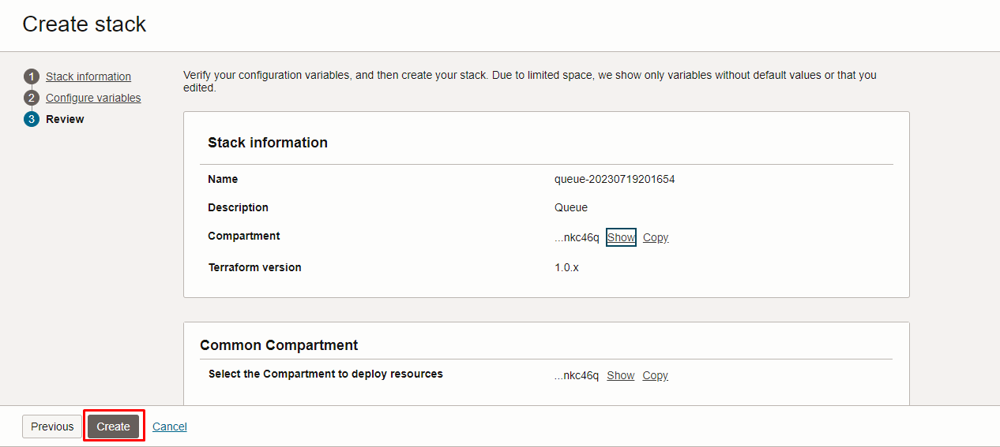 Create stack
1 Stack information
2 Configure variables
3 Review
Verify your configuration variables, and then create your stack. Due to limited space, we show only variables without default values or that you
edited.
Stack information
Name queue-20230719201654
Description Queue
Compartment ...nkc46q Show Copy
Terraform version 1.0.x
Common Compartment
Select the Compartment to deploy resources ...nkc46q Show Copy
Previous Create Cancel